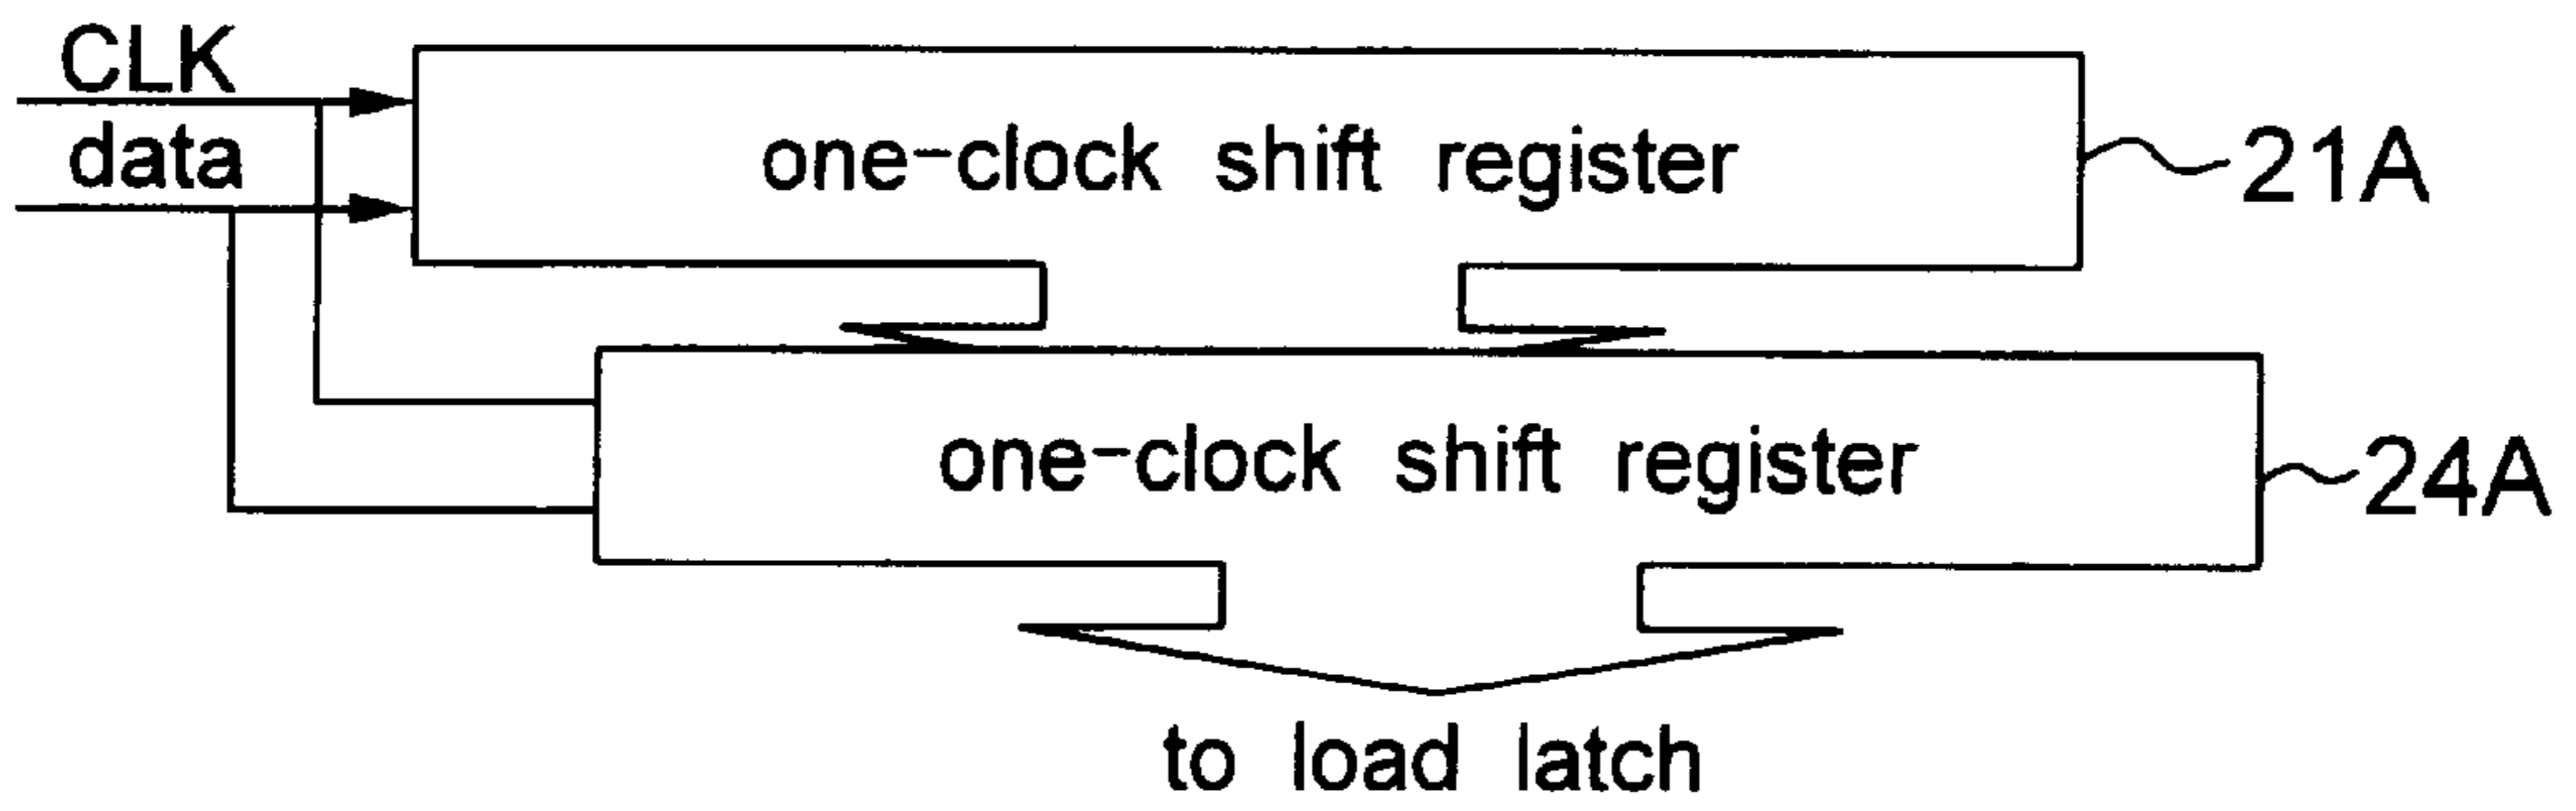 CLK
data
one-clock shift register
21A
one-clock shift register
24A
to load latch